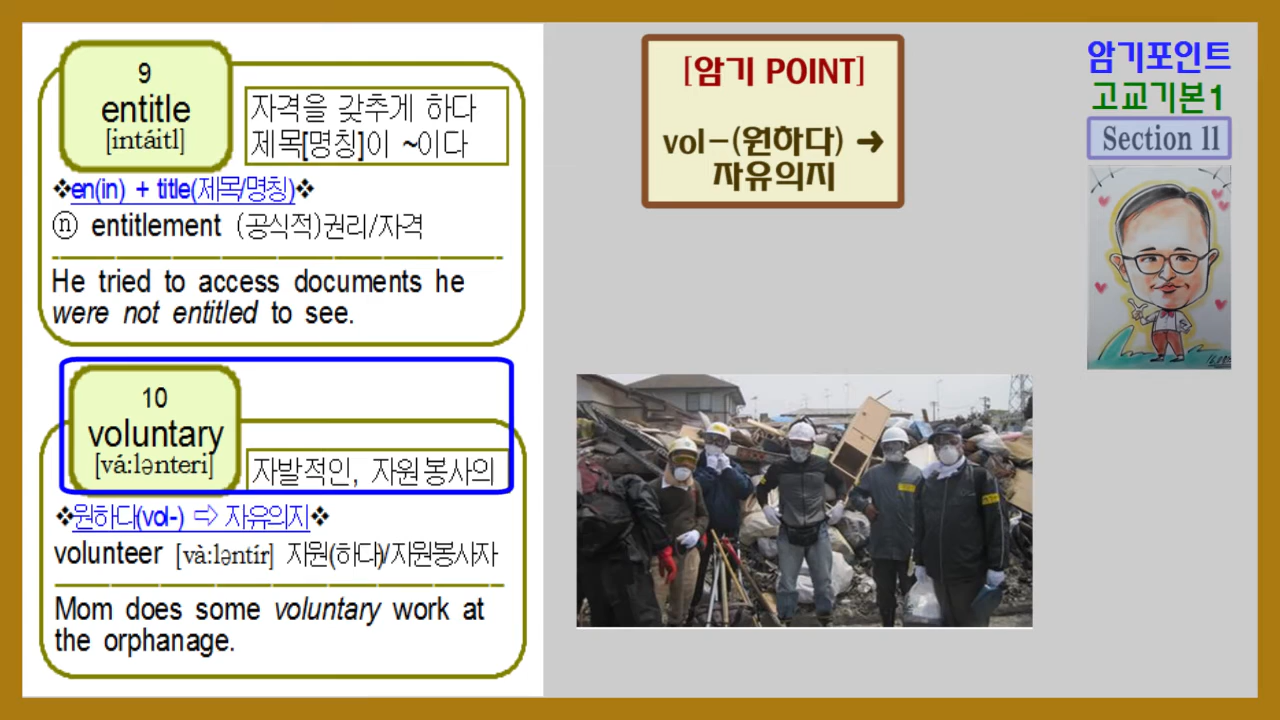 9
entitle
[intáitl]
자격을 갖추게 하다
제목[명칭]이 ~이다
❖en(in) + title(제목/명칭)❖
ⓝ entitlement (공식적)권리/자격
He tried to access documents he
were not entitled to see.
10
voluntary
[vá:lənteri]
자발적인, 자원봉사의
❖원하다(vol-) ⇨ 자유의지❖
volunteer [và:ləntír] 지원(하다)/자원봉사자
Mom does some voluntary work at
the orphanage.
[암기 POINT]
vol-(원하다) ➜
자유의지
암기포인트
고교기본1
Section 11